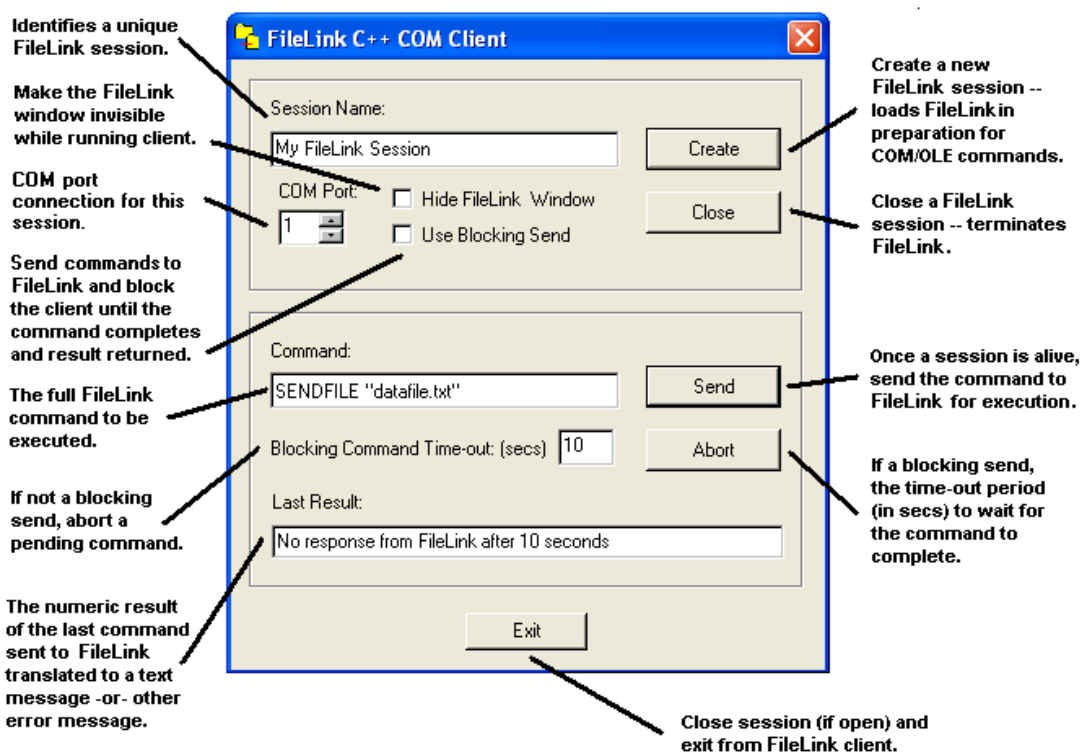 Identifies a unique
FileLink session.
Make the FileLink
window invisible
while running client.
COM port
connection for this
session.
Send commands to
FileLink and block
the client until the
command completes
and result returned.
The full FileLink
command to be
executed.
If not a blocking
send, abort a
pending command.
The numeric result
of the last command
sent to FileLink
translated to a text
message -or- other
error message.
FileLink C++ COM Client
Session Name:
My FileLink Session
Create
COM Port:
1
Hide FileLink Window
Use Blocking Send
Close
Command:
SENDFILE "datafile.txt"
Send
Blocking Command Time-out: (secs)
10
Abort
Last Result:
No response from FileLink after 10 seconds
Exit
Create a new
FileLink session --
loads FileLink in
preparation for
COM/OLE commands.
Close a FileLink
session -- terminates
FileLink.
Once a session is alive,
send the command to
FileLink for execution.
If a blocking send,
the time-out period
(in secs) to wait for
the command to
complete.
Close session (if open) and
exit from FileLink client.